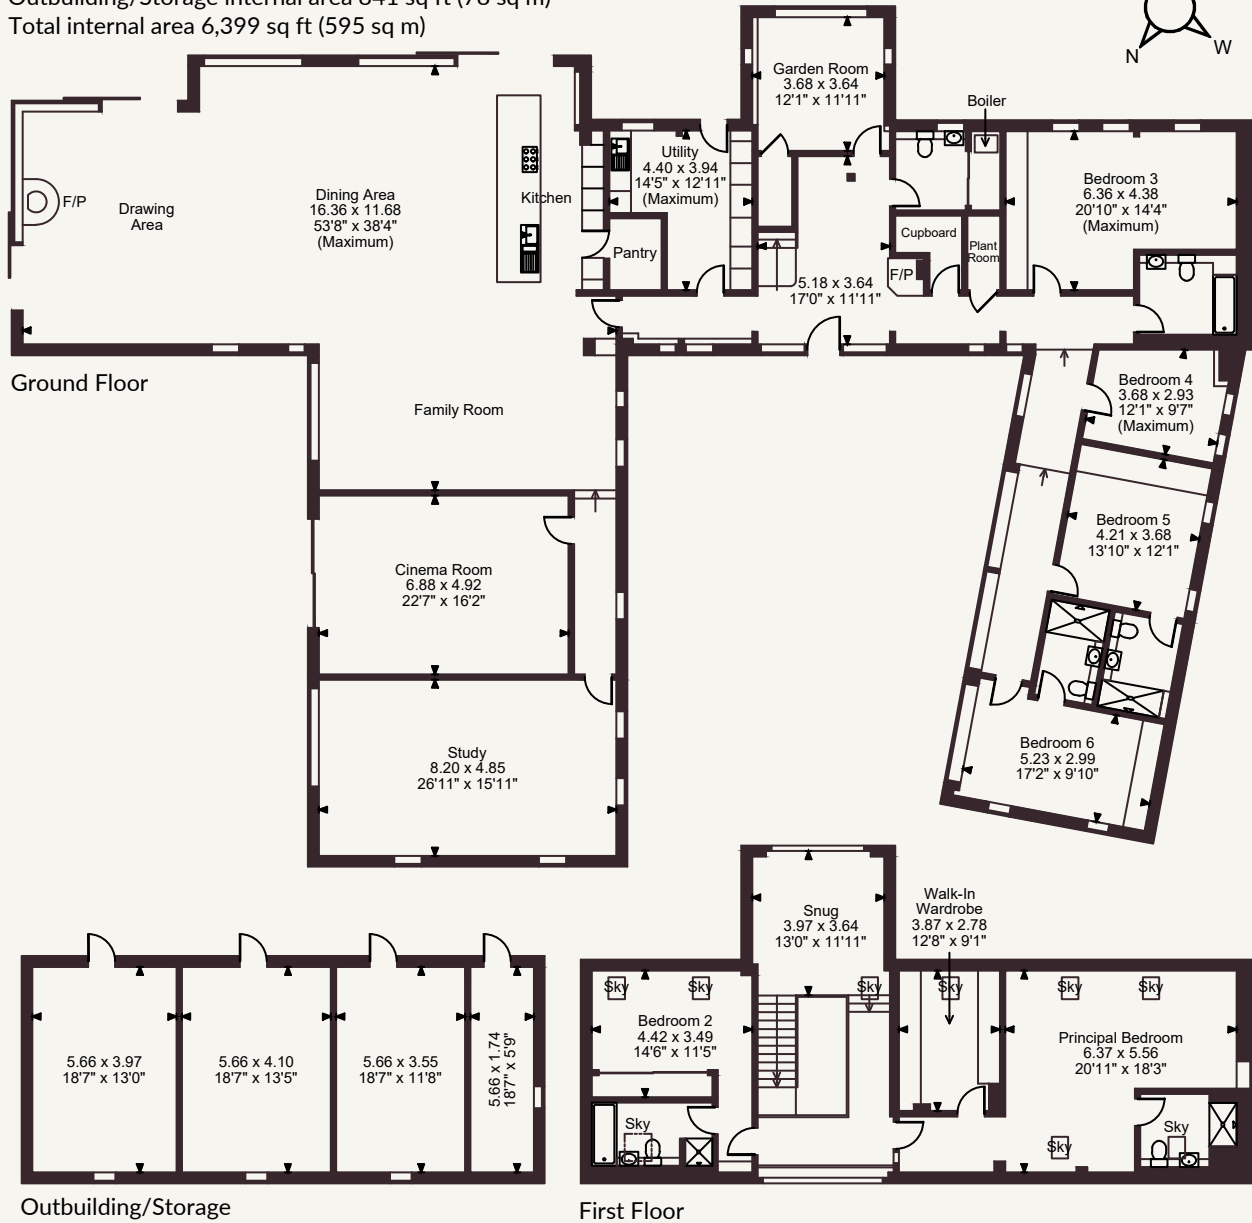 Outbuilding/Storage internal area 841 sq ft (78 sq m)
Total internal area 6,399 sq ft (595 sq m)
N
W
Garden Room
3.68 x 3.64
12'1" x 11'11"
Boiler
Utility
4.40 x 3.94
14'5" x 12'11"
(Maximum)
Bedroom 3
6.36 x 4.38
20'10" x 14'4"
(Maximum)
F/P
Drawing
Area
Dining Area
16.36 x 11.68
53'8" x 38'4"
(Maximum)
Kitchen
Pantry
Cupboard
Plant
Room
F/P
5.18 x 3.64
17'0" x 11'11"
Ground Floor
Family Room
Bedroom 4
3.68 x 2.93
12'1" x 9'7"
(Maximum)
Bedroom 5
4.21 x 3.68
13'10" x 12'1"
Cinema Room
6.88 x 4.92
22'7" x 16'2"
Study
8.20 x 4.85
26'11" x 15'11"
Bedroom 6
5.23 x 2.99
17'2" x 9'10"
Snug
3.97 x 3.64
13'0" x 11'11"
Walk-In
Wardrobe
3.87 x 2.78
12'8" x 9'1"
Sky
Sky
Sky
Sky
Sky
Sky
Bedroom 2
4.42 x 3.49
14'6" x 11'5"
Principal Bedroom
6.37 x 5.56
20'11" x 18'3"
5.66 x 3.97
18'7" x 13'0"
5.66 x 4.10
18'7" x 13'5"
5.66 x 3.55
18'7" x 11'8"
5.66 x 1.74
18'7" x 5'9"
Sky
Sky
Sky
Outbuilding/Storage
First Floor